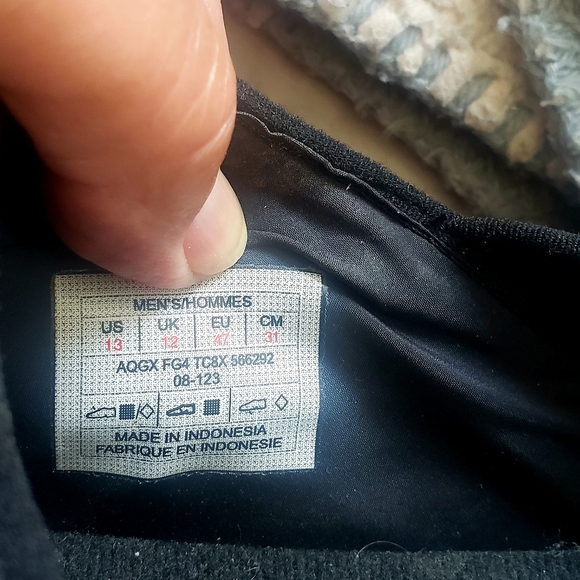 MEN'S/HOMMES
US UK EU CM
13 12 47 31
AQGX FG4 TC8X 566292
08-123
MADE IN INDONESIA
FABRIQUE EN INDONESIE